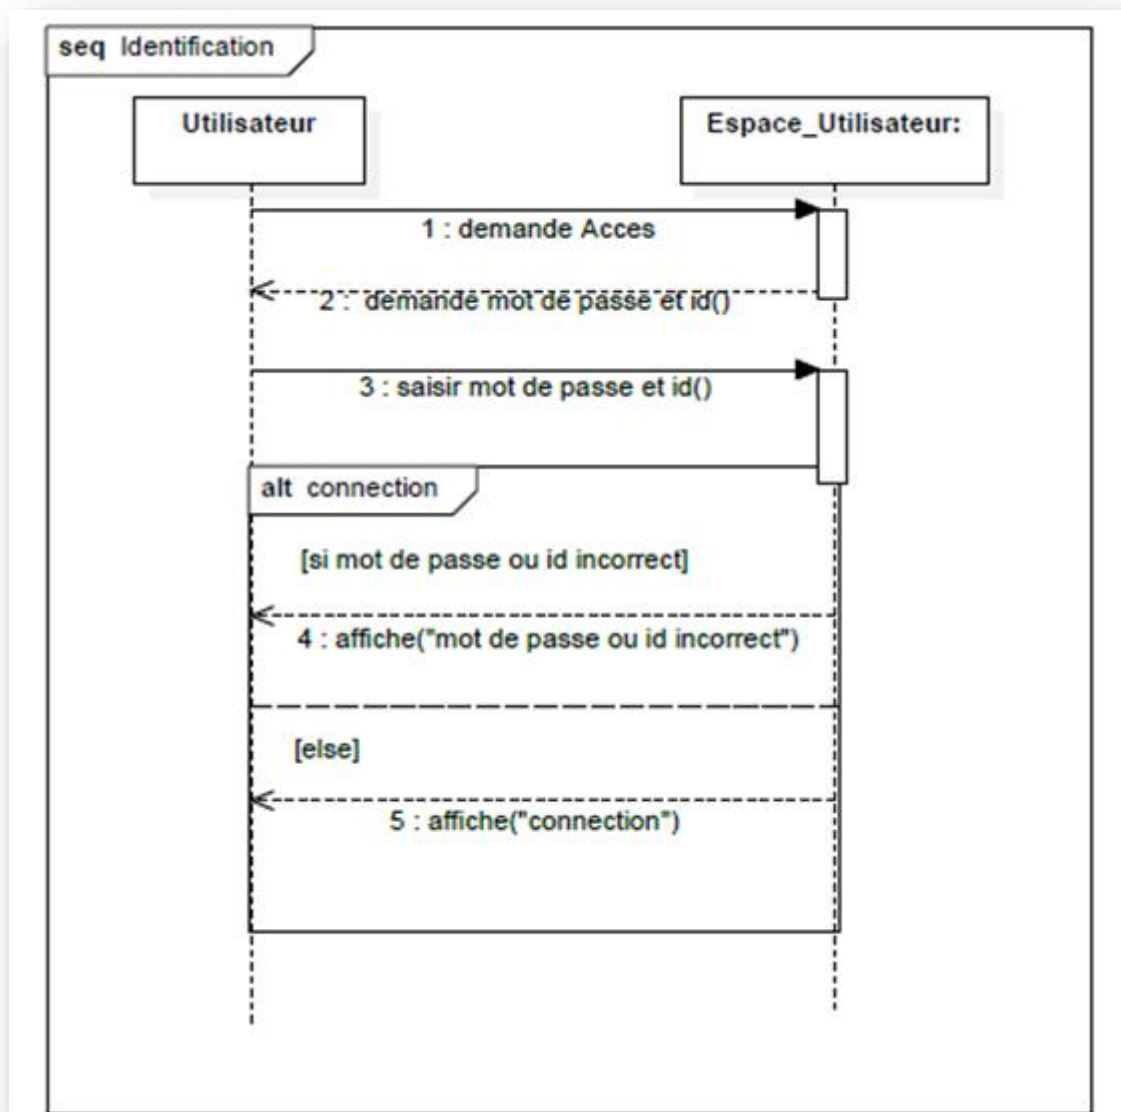 seq Identification
Utilisateur
Espace_Utilisateur:
1 : demande Acces
2 : demande mot de passe et id()
3 : saisir mot de passe et id()
alt connection
[si mot de passe ou id incorrect]
4 : affiche("mot de passe ou id incorrect")
[else]
5 : affiche("connection")